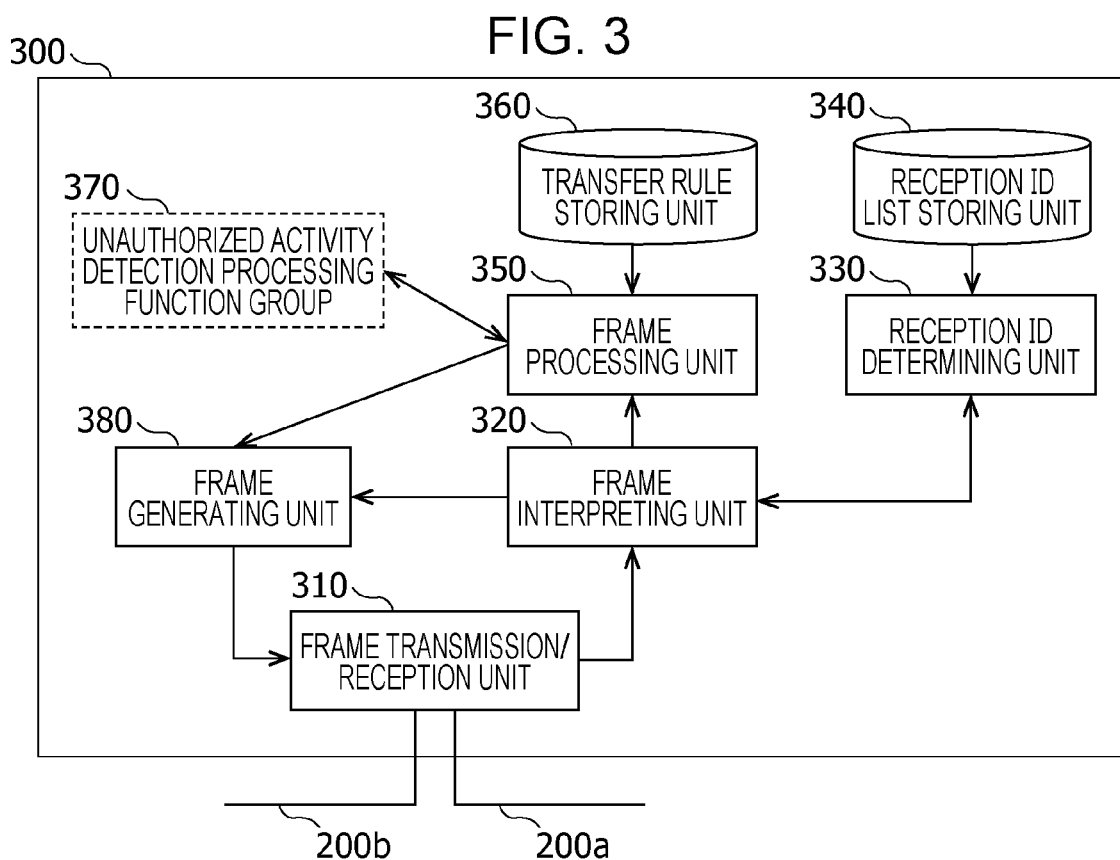 FIG. 3
300
360
340
TRANSFER RULE
STORING UNIT
RECEPTION ID
LIST STORING UNIT
370
UNAUTHORIZED ACTIVITY
DETECTION PROCESSING
FUNCTION GROUP
350
330
FRAME
PROCESSING UNIT
RECEPTION ID
DETERMINING UNIT
380
320
FRAME
GENERATING UNIT
FRAME
INTERPRETING UNIT
310
FRAME TRANSMISSION/
RECEPTION UNIT
200b
200a